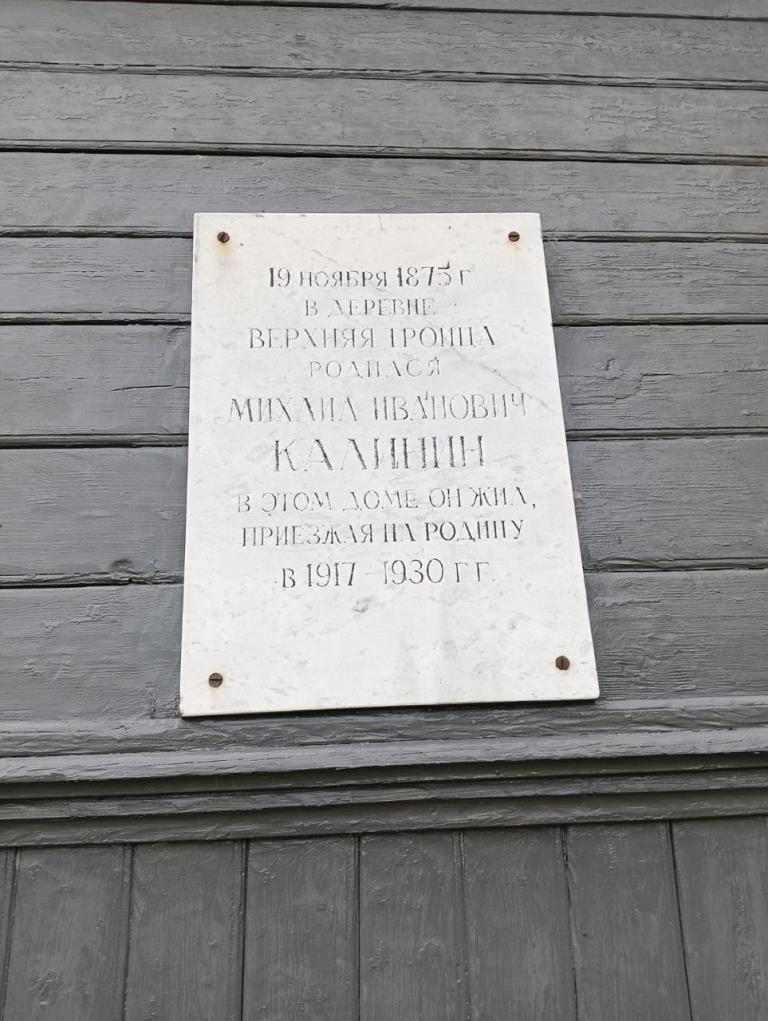 19 НОЯБРЯ 1875 Г
В ДЕРЕВНЕ
ВЕРХНЯЯ ТРОИЦА
РОДИЛСЯ
МИХАИЛ ИВАНОВИЧ
КАЛИНИН
В ЭТОМ ДОМЕ ОН ЖИЛ,
ПРИЕЗЖАЯ НА РОДИНУ
В 1917-1930 ГГ.